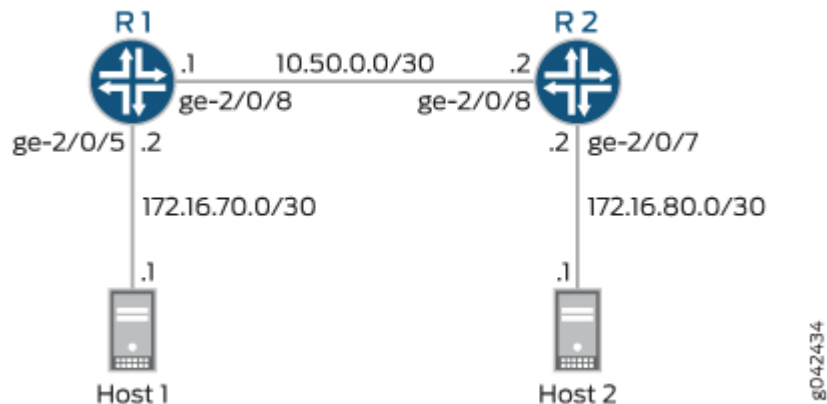 R1 R2
.1 10.50.0.0/30 .2
ge-2/0/8 ge-2/0/8
ge-2/0/5 .2 .2 ge-2/0/7
172.16.70.0/30 172.16.80.0/30
.1 .1
Host 1 Host 2
g042434